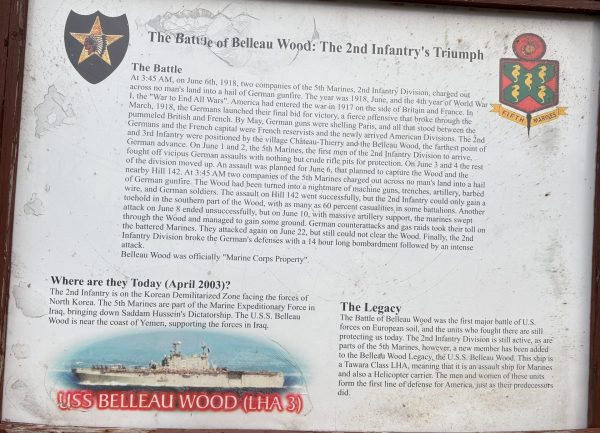 The Battle of Belleau Wood: The 2nd Infantry's Triumph
The Battle
At 3:45 AM, on June 6th, 1918, two companies of the 5th Marines, 2nd Infantry Division, charged out
across no man's land into a hail of German gunfire. The year was 1918, June, and the 4th year of World War
I, the "War to End All Wars". America had entered the war in 1917 on the side of Britain and France. In
March, 1918, the Germans launched their final bid for victory, a fierce offensive that broke through the
pummeled British and French. By May, German guns were shelling Paris, and all that stood between the
Germans and the French capital were French reservists and the newly arrived American Divisions. The 2nd
and 3rd Infantry were positioned by the village Château-Thierry and the Belleau Wood, the farthest point of
German advance. On June 1 and 2, the 5th Marines, the first men of the 2nd Infantry Division to arrive,
fought off vicious German assaults with nothing but crude rifle pits for protection. On June 3 and 4 the rest
of the division moved up. An assault was planned for June 6, that planned to capture the Wood and the
nearby Hill 142. At 3:45 AM two companies of the 5th Marines charged out across no man's land into a hail
of German gunfire. The Wood had been turned into a nightmare of machine guns, trenches, artillery, barbed
wire, and German soldiers. The assault on Hill 142 went successfully, but the 2nd Infantry could only gain a
toehold in the southern part of the Wood, with as many as 60 percent casualities in some battalions. Another
attack on June 8 ended unsuccessfully, but on June 10, with massive artillery support, the marines swept
through the Wood and managed to gain some ground. German counterattacks and gas raids took their toll on
the battered Marines. They attacked again on June 22, but still could not clear the Wood. Finally, the 2nd
Infantry Division broke the German's defenses with a 14 hour long bombardment followed by an intense
attack.
Belleau Wood was officially "Marine Corps Property".
FIFTH MARINES
Where are they Today (April 2003)?
The 2nd Infantry is on the Korean Demilitarized Zone facing the forces of
North Korea. The 5th Marines are part of the Marine Expeditionary Force in
Iraq, bringing down Saddam Hussein's Dictatorship. The U.S.S. Belleau
Wood is near the coast of Yemen, supporting the forces in Iraq.
USS BELLEAU WOOD (LHA 3)
The Legacy
The Battle of Belleau Wood was the first major battle of U.S.
forces on European soil, and the units who fought there are still
protecting us today. The 2nd Infantry Division is still active, as are
parts of the 5th Marines, however, a new member has been added
to the Belleau Wood Legacy, the U.S.S. Belleau Wood. This ship is
a Tawara Class LHA, meaning that it is an assault ship for Marines
and also a Helicopter carrier. The men and women of these units
form the first line of defense for America, just as their predecessors
did.